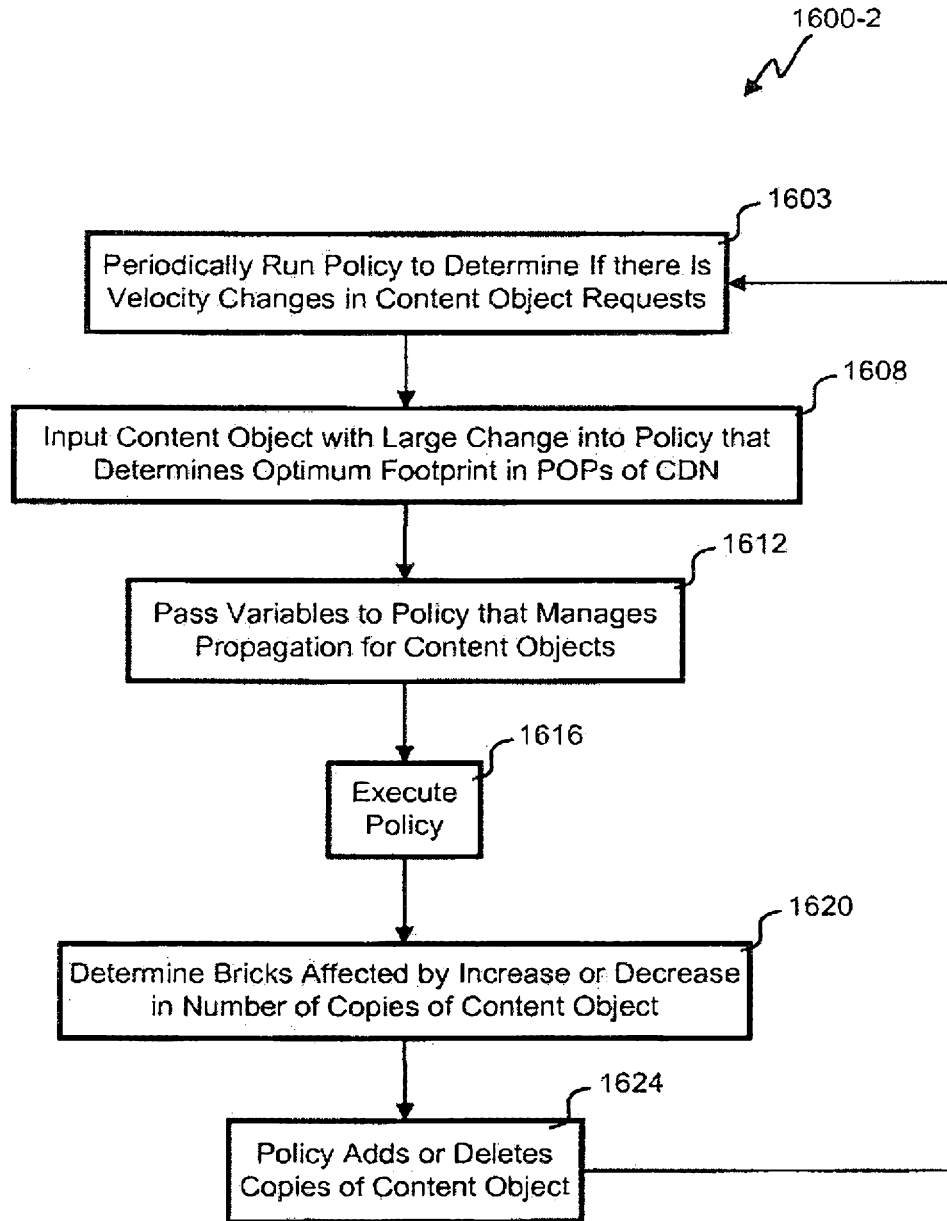 1600-2
1603
Periodically Run Policy to Determine If there Is
Velocity Changes in Content Object Requests
1608
Input Content Object with Large Change into Policy that
Determines Optimum Footprint in POPs of CDN
1612
Pass Variables to Policy that Manages
Propagation for Content Objects
1616
Execute
Policy
1620
Determine Bricks Affected by Increase or Decrease
in Number of Copies of Content Object
1624
Policy Adds or Deletes
Copies of Content Object